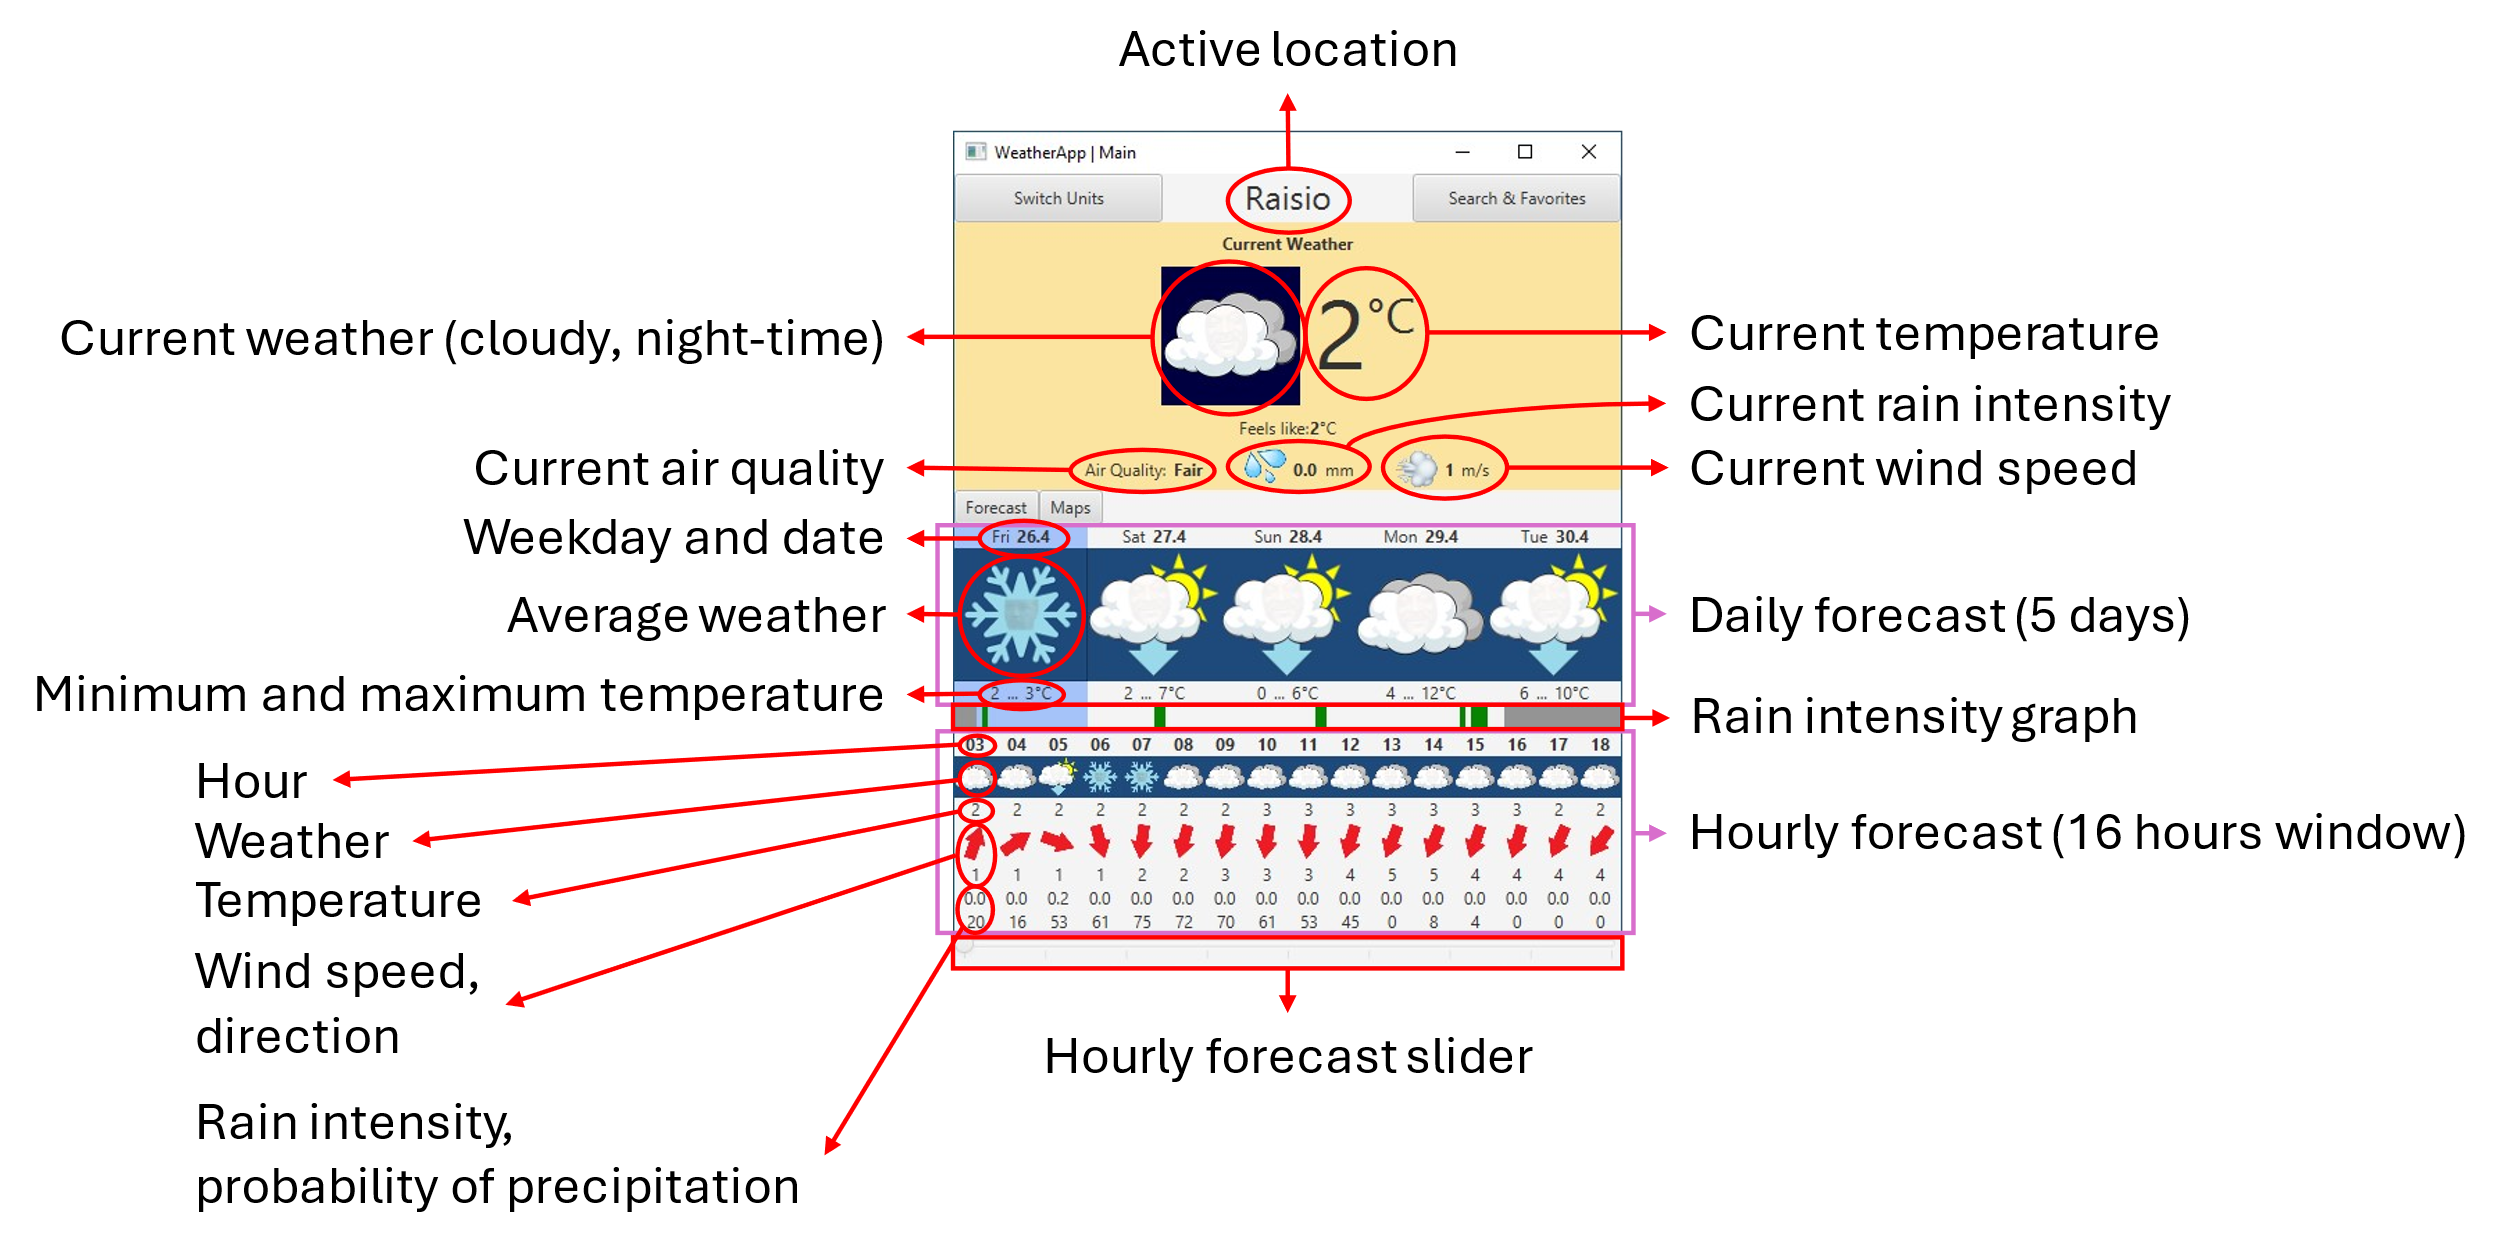 Active location
WeatherApp | Main
Switch Units
Raisio
Search & Favorites
Current Weather
2°C
Current weather (cloudy, night-time)
Current temperature
Current rain intensity
Feels like:2°C
Current air quality
Air Quality: Fair
0.0 mm
1 m/s
Current wind speed
Forecast
Maps
Weekday and date
Fri 26.4 Sat 27.4 Sun 28.4 Mon 29.4 Tue 30.4
Average weather
Daily forecast (5 days)
Minimum and maximum temperature
2 ... 3°C 2 ... 7°C 0 ... 6°C 4 ... 12°C 6 ... 10°C
Rain intensity graph
03 04 05 06 07 08 09 10 11 12 13 14 15 16 17 18
Hour
Weather
2 2 2 2 2 2 2 3 3 3 3 3 3 3 2 2
Hourly forecast (16 hours window)
Temperature
1 1 1 1 2 2 3 3 3 4 5 5 4 4 4 4
0.0 0.0 0.2 0.0 0.0 0.0 0.0 0.0 0.0 0.0 0.0 0.0 0.0 0.0 0.0 0.0
20 16 53 61 75 72 70 61 53 45 0 8 4 0 0 0
Wind speed,
direction
Hourly forecast slider
Rain intensity,
probability of precipitation